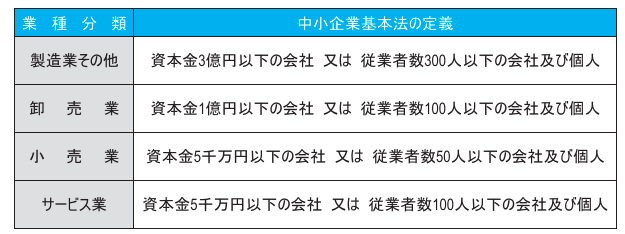 業種分類 中小企業基本法の定義
製造業その他 資本金3億円以下の会社 又は 従業者数300人以下の会社及び個人
卸売業 資本金1億円以下の会社 又は 従業者数100人以下の会社及び個人
小売業 資本金5千万円以下の会社 又は 従業者数50人以下の会社及び個人
サービス業 資本金5千万円以下の会社 又は 従業者数100人以下の会社及び個人